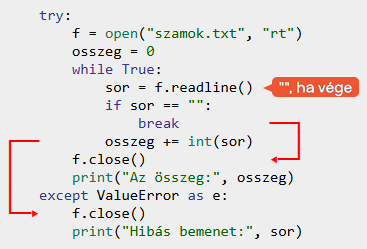 try:
    f = open("szamok.txt", "rt")
    osszeg = 0
    while True:
        sor = f.readline() "", ha vége
        if sor == "":
            break
        osszeg += int(sor)
    f.close()
    print("Az összeg:", osszeg)
except ValueError as e:
    f.close()
    print("Hibás bemenet:", sor)